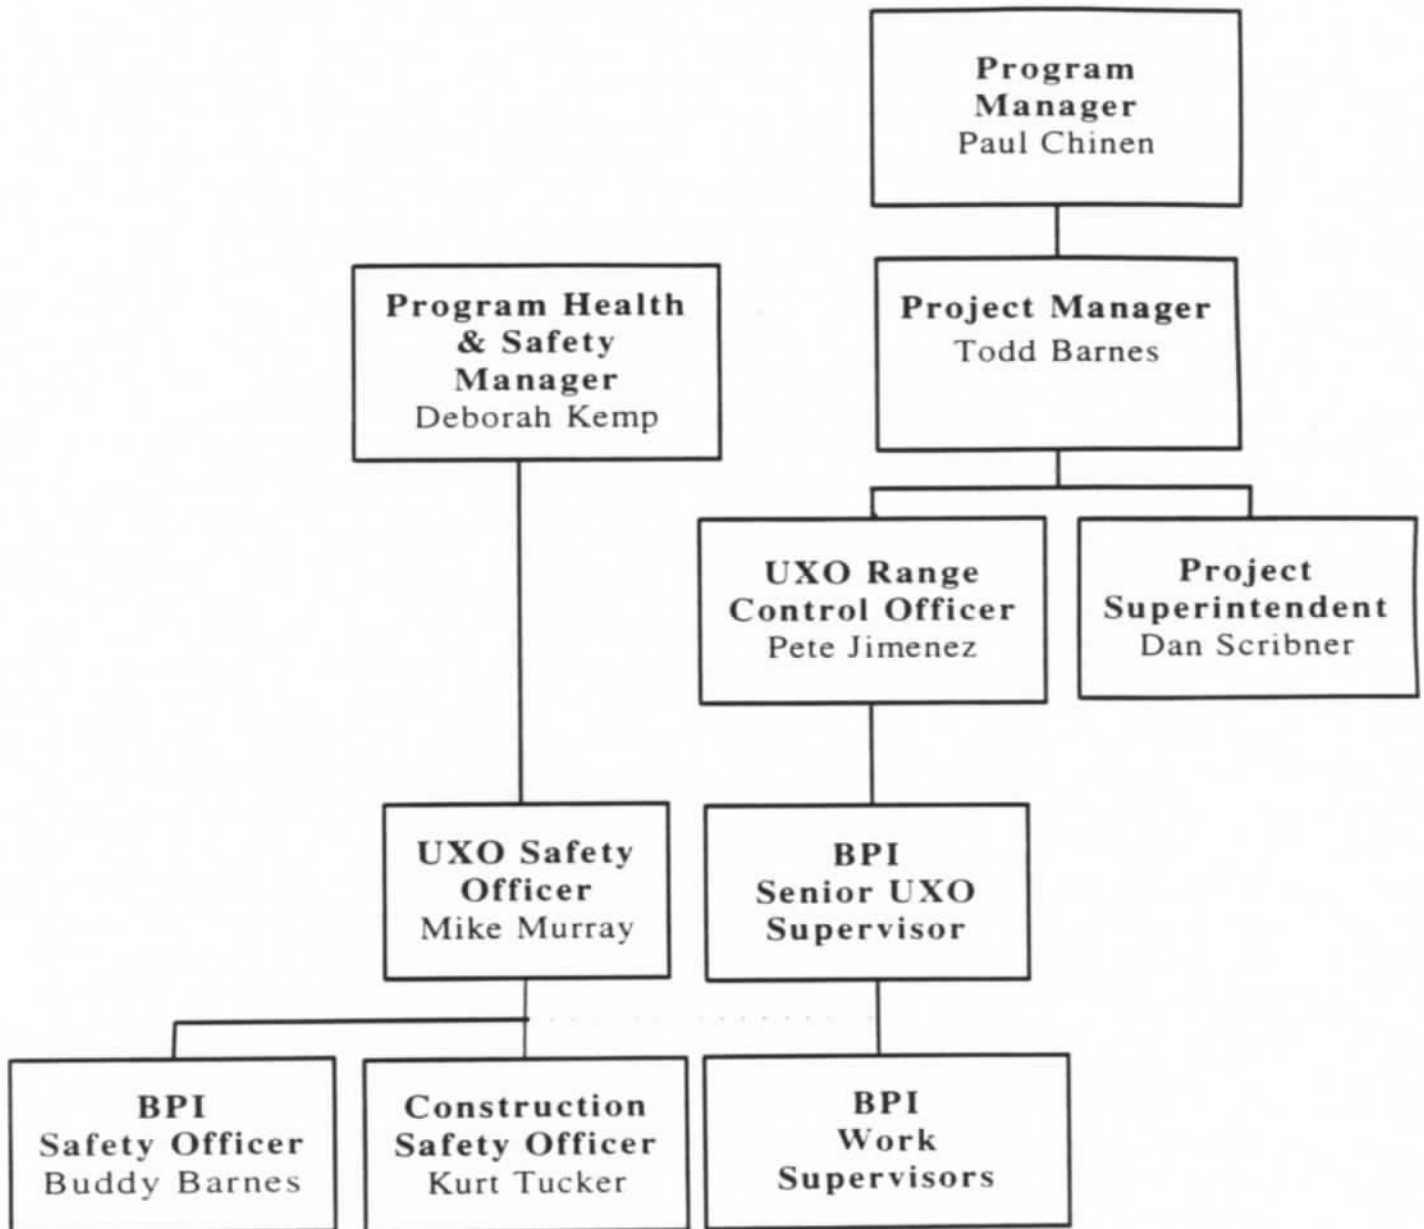 Program
Manager
Paul Chinen
Program Health
& Safety
Manager
Deborah Kemp
Project Manager
Todd Barnes
UXO Range
Control Officer
Pete Jimenez
Project
Superintendent
Dan Scribner
UXO Safety
Officer
Mike Murray
BPI
Senior UXO
Supervisor
BPI
Safety Officer
Buddy Barnes
Construction
Safety Officer
Kurt Tucker
BPI
Work
Supervisors